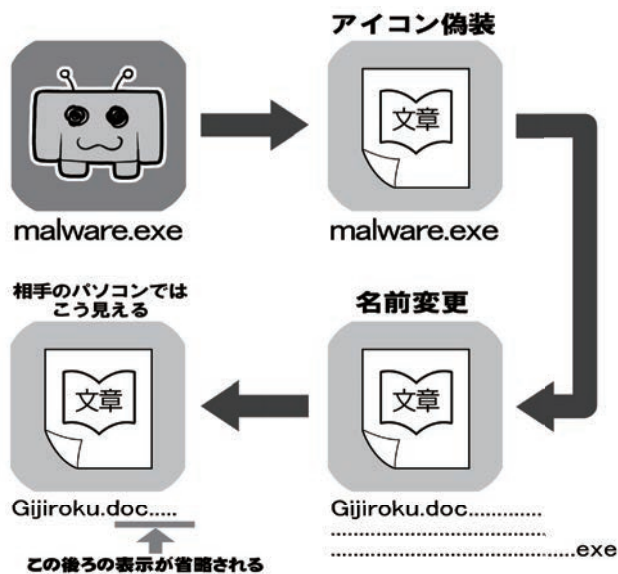 アイコン偽装
文章
malware.exe
malware.exe
相手のパソコンでは
こう見える
名前変更
文章
文章
Gijiroku.doc.....
Gijiroku.doc.............
......................................
...........................................exe
この後ろの表示が省略される